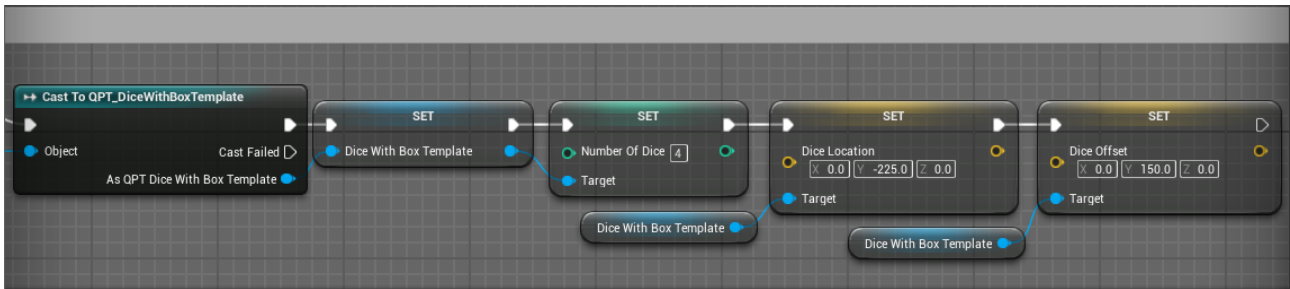 Cast To QPT_DiceWithBoxTemplate
Object
Cast Failed
As QPT Dice With Box Template
SET
Dice With Box Template
SET
Number Of Dice 4
Target
Dice With Box Template
SET
Dice Location
X 0.0 Y -225.0 Z 0.0
Target
Dice With Box Template
SET
Dice Offset
X 0.0 Y 150.0 Z 0.0
Target